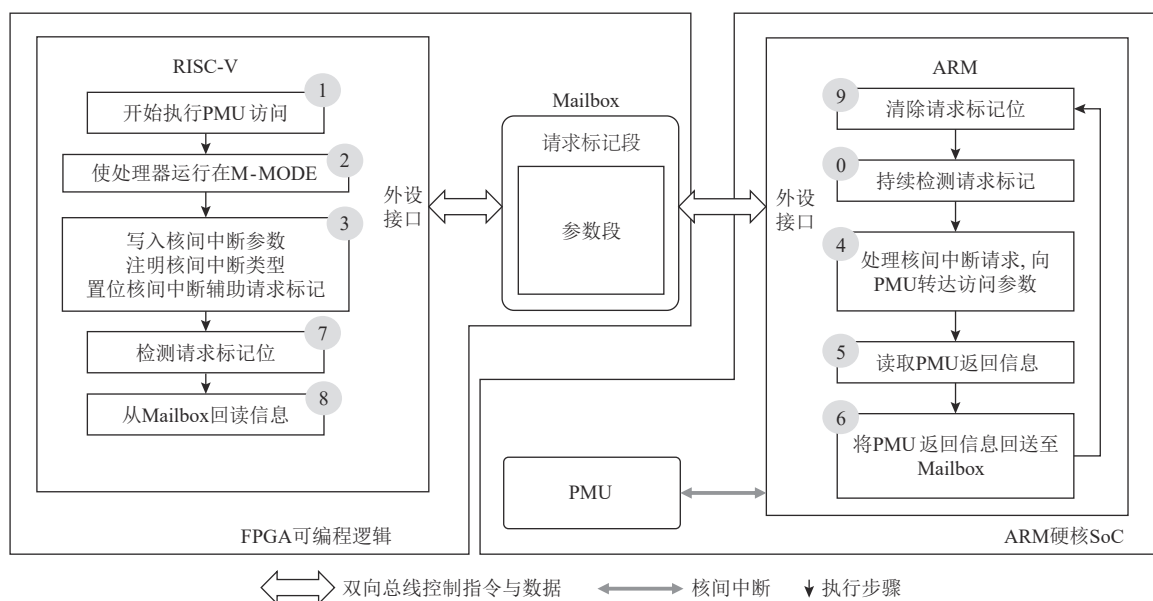 RISC-V
1
开始执行PMU 访问
2
使处理器运行在M-MODE
3
写入核间中断参数
注明核间中断类型
置位核间中断辅助请求标记
7
检测请求标记位
8
从Mailbox回读信息
外设
接口
FPGA可编程逻辑
Mailbox
请求标记段
参数段
PMU
外设
接口
ARM
9
清除请求标记位
0
持续检测请求标记
4
处理核间中断请求, 向
PMU转达访问参数
5
读取PMU返回信息
6
将PMU 返回信息回送至
Mailbox
ARM硬核SoC
双向总线控制指令与数据
核间中断
执行步骤